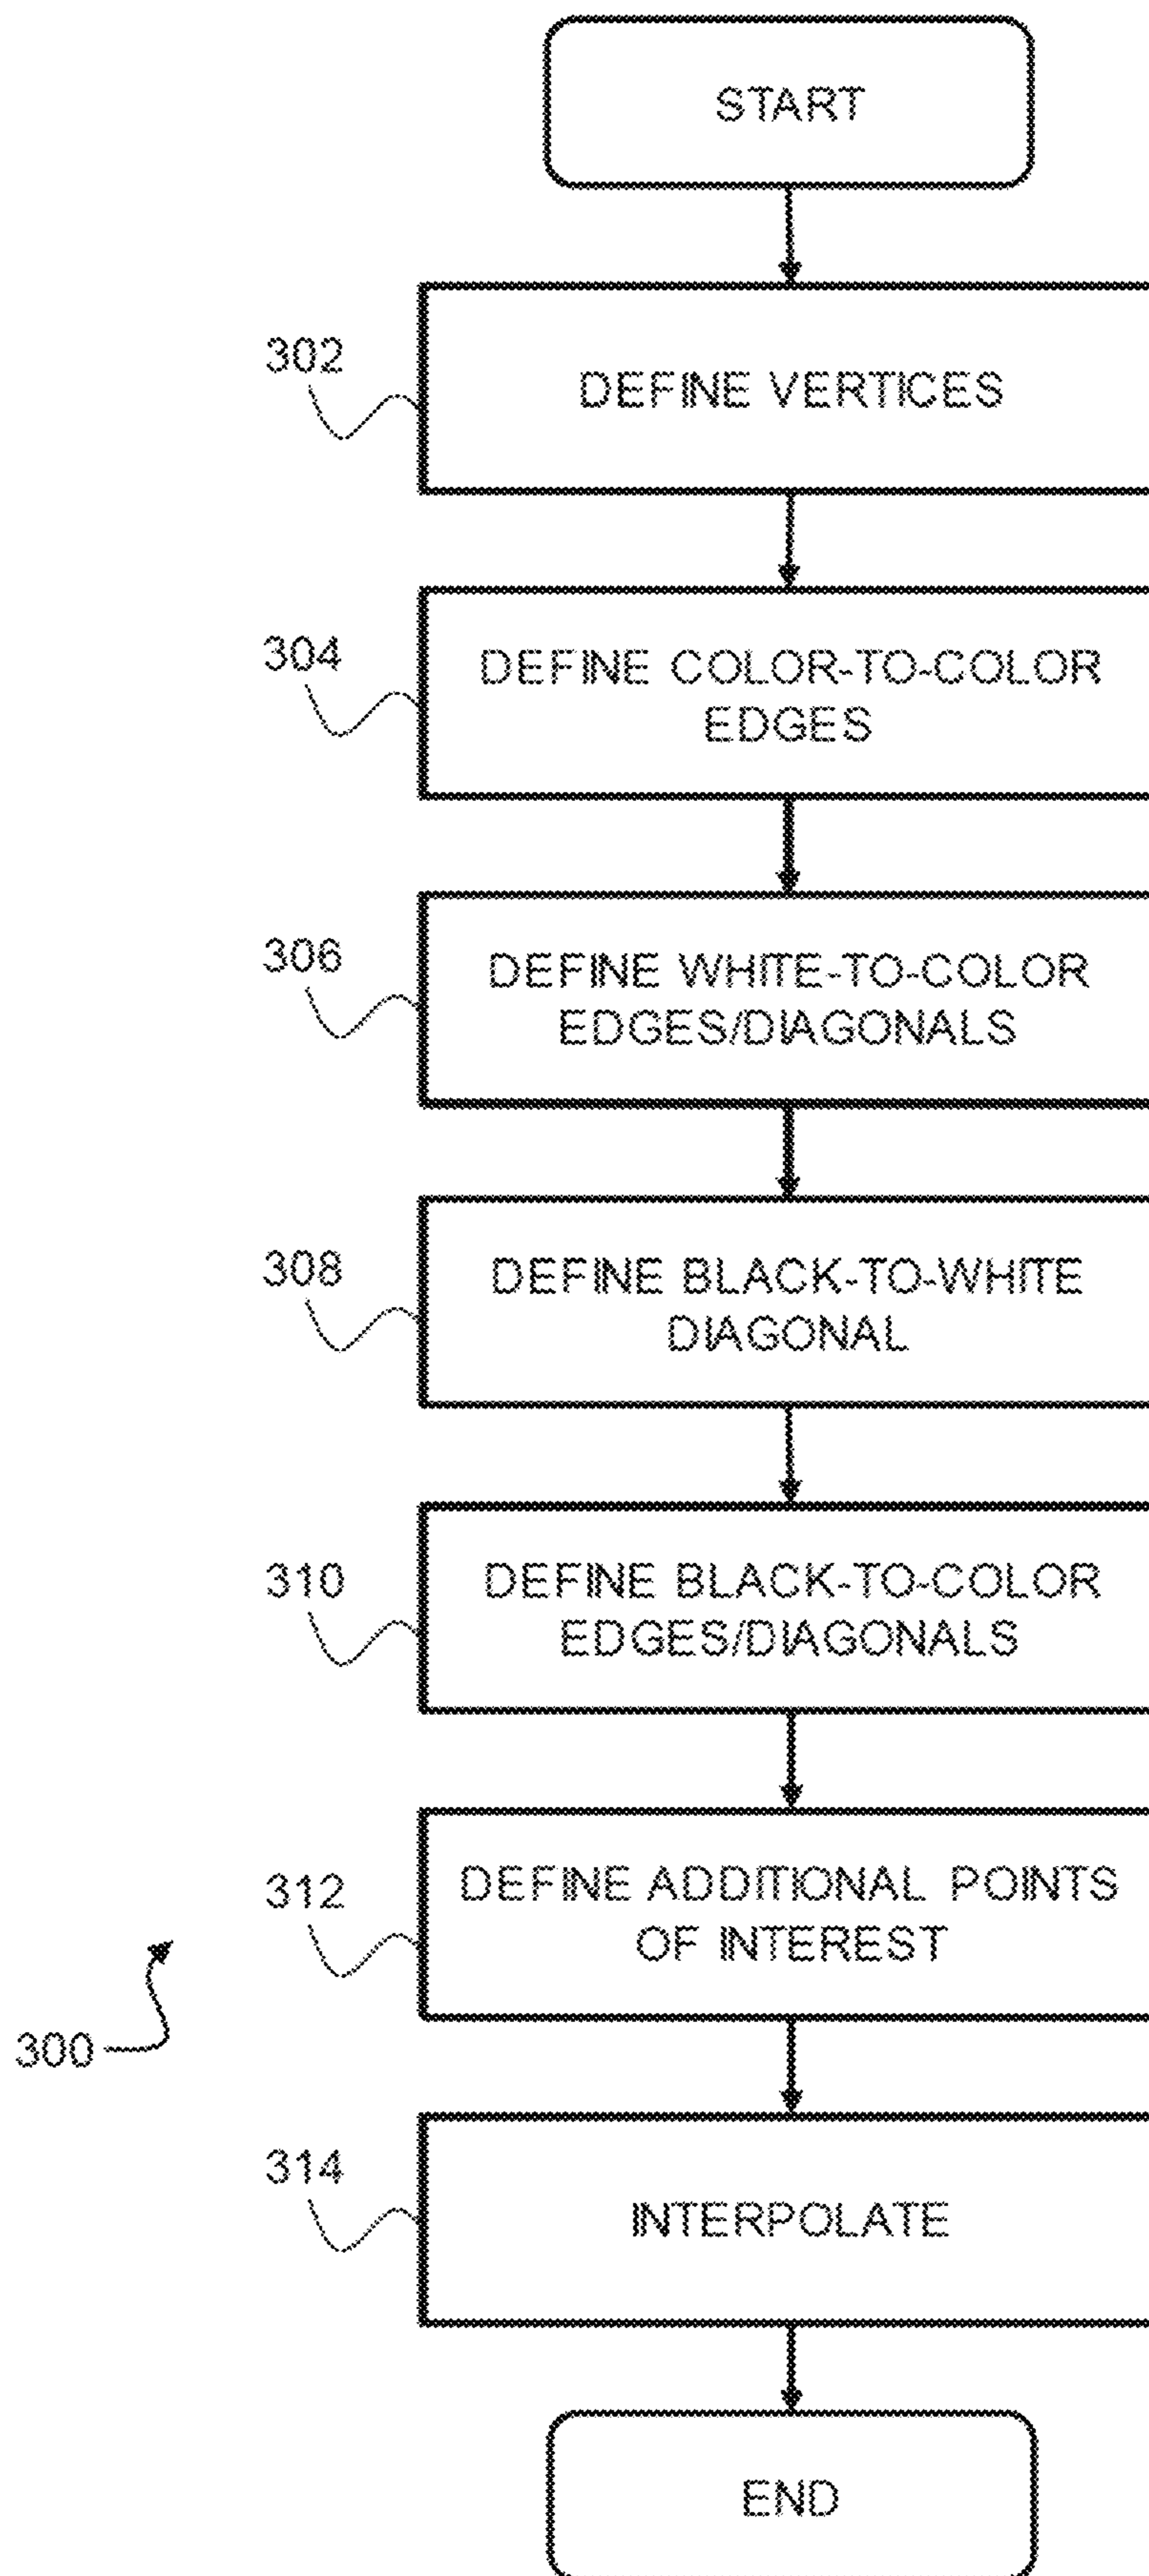 START
302
DEFINE VERTICES
304
DEFINE COLOR-TO-COLOR
EDGES
306
DEFINE WHITE-TO-COLOR
EDGES/DIAGONALS
308
DEFINE BLACK-TO-WHITE
DIAGONAL
310
DEFINE BLACK-TO-COLOR
EDGES/DIAGONALS
312
DEFINE ADDITIONAL POINTS
OF INTEREST
300
314
INTERPOLATE
END